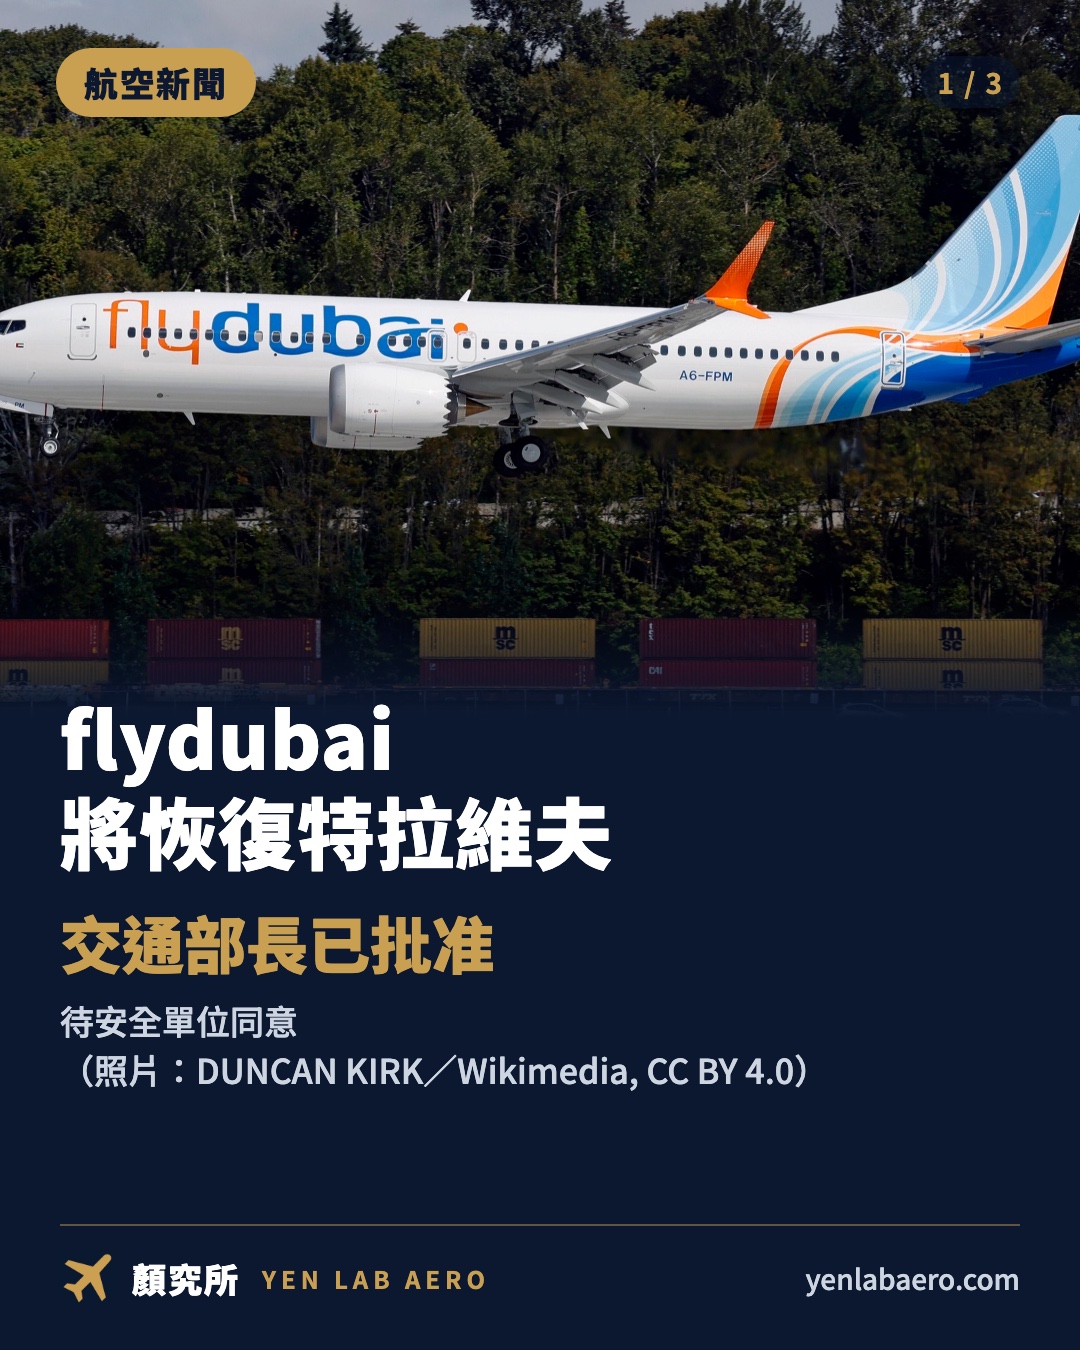 航空新聞
1 / 3
flydubai
A6-FPM
msc
msc
flydubai
將恢復特拉維夫
交通部長已批准
待安全單位同意
（照片：DUNCAN KIRK／Wikimedia, CC BY 4.0）
顏究所 YEN LAB AERO
yenlabaero.com